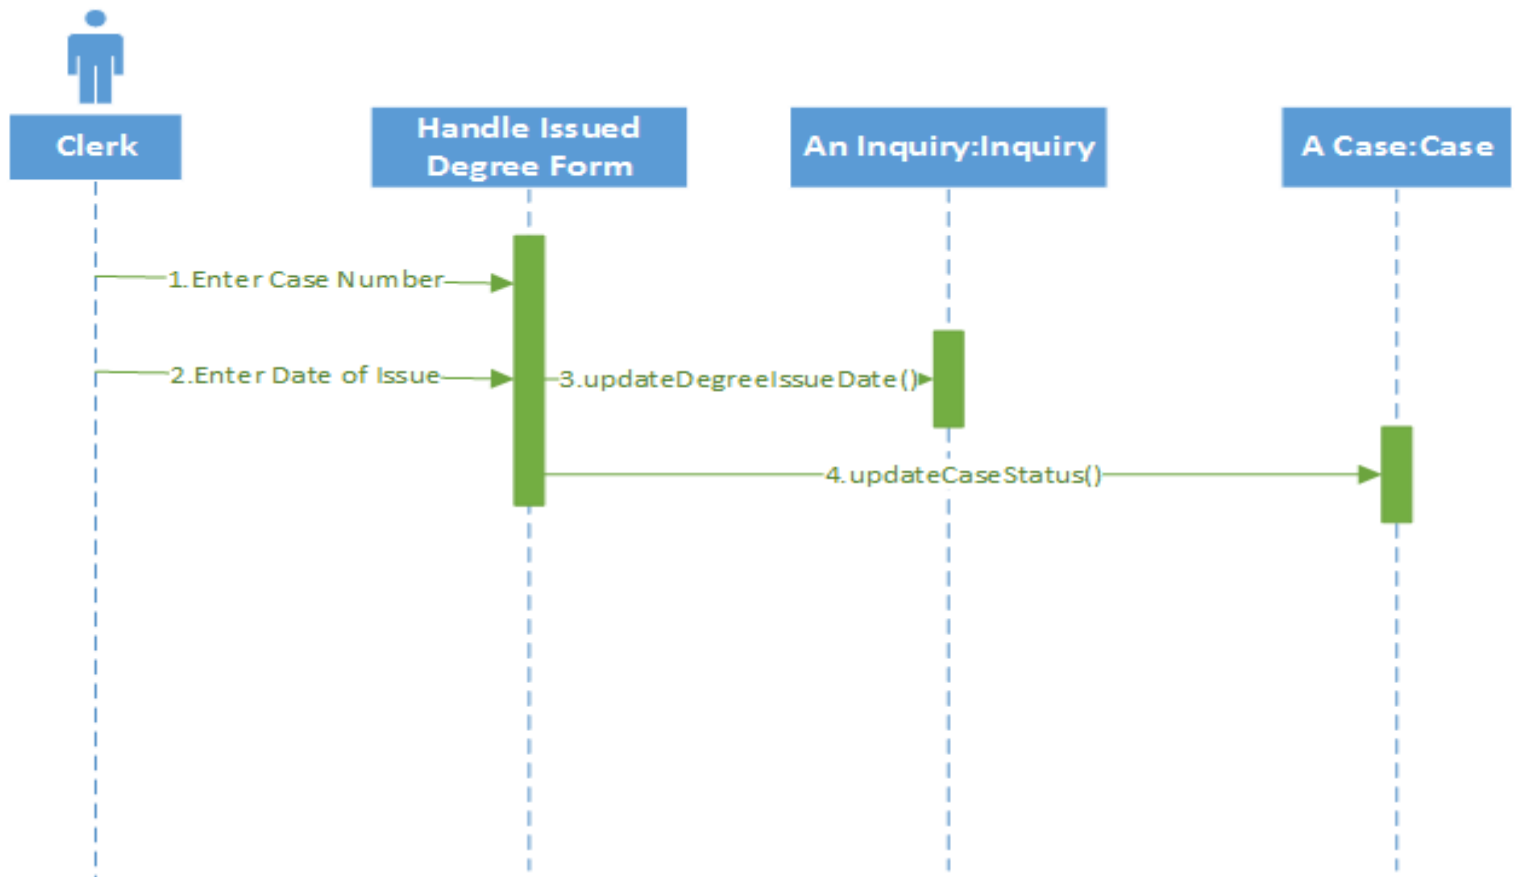 Clerk
Handle Issued
Degree Form
An Inquiry:Inquiry
A Case:Case
1.Enter Case Number
2.Enter Date of Issue
3.updateDegreeIssueDate()
4.updateCaseStatus()